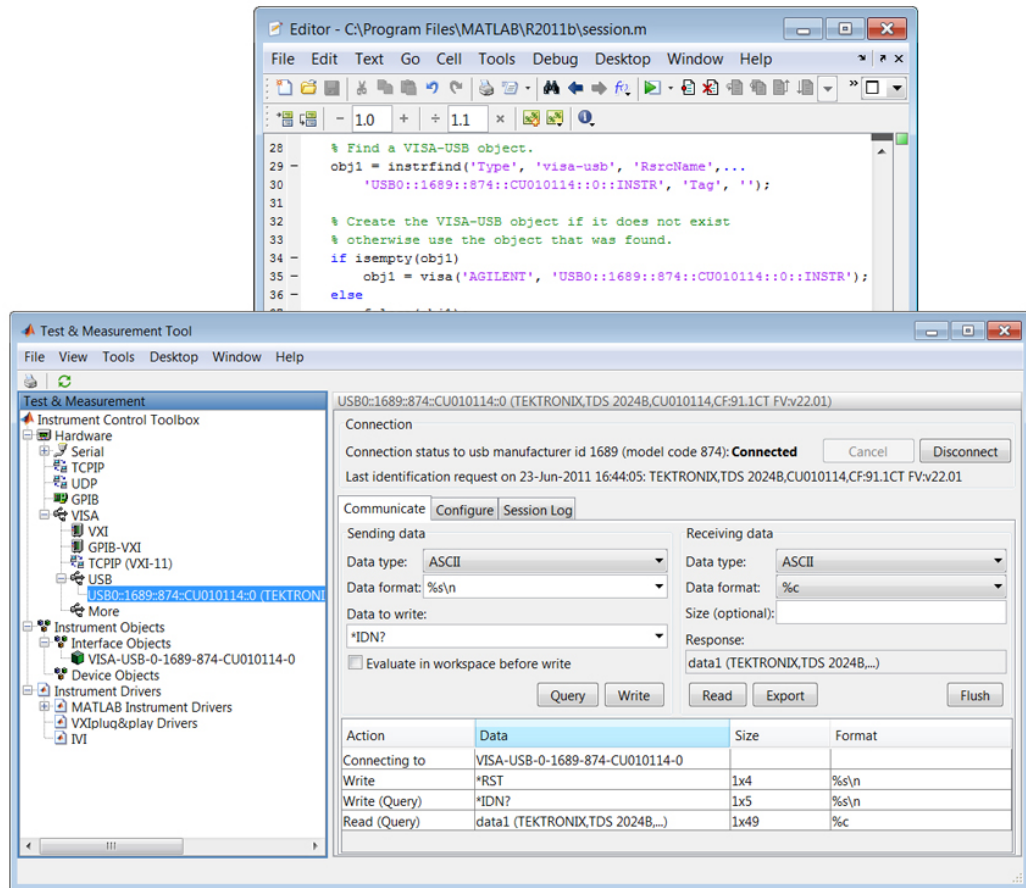 Editor - C:\Program Files\MATLAB\R2011b\session.m
File Edit Text Go Cell Tools Debug Desktop Window Help
- 1.0 + ÷ 1.1 ×
28 % Find a VISA-USB object.
29 - obj1 = instrfind('Type', 'visa-usb', 'RsrcName',...
30 'USB0::1689::874::CU010114::0::INSTR', 'Tag', '');
31
32 % Create the VISA-USB object if it does not exist
33 % otherwise use the object that was found.
34 - if isempty(obj1)
35 - obj1 = visa('AGILENT', 'USB0::1689::874::CU010114::0::INSTR');
36 - else
Test & Measurement Tool
File View Tools Desktop Window Help
Test & Measurement
Instrument Control Toolbox
Hardware
Serial
TCPIP
UDP
GPIB
VISA
VXI
GPIB-VXI
TCPIP (VXI-11)
USB
USB0::1689::874::CU010114::0 (TEKTRONI
More
Instrument Objects
Interface Objects
VISA-USB-0-1689-874-CU010114-0
Device Objects
Instrument Drivers
MATLAB Instrument Drivers
VXIplug&play Drivers
IVI
USB0::1689::874::CU010114::0 (TEKTRONIX,TDS 2024B,CU010114,CF:91.1CT FV:v22.01)
Connection
Connection status to usb manufacturer id 1689 (model code 874): Connected Cancel Disconnect
Last identification request on 23-Jun-2011 16:44:05: TEKTRONIX,TDS 2024B,CU010114,CF:91.1CT FV:v22.01
Communicate Configure Session Log
Sending data
Data type: ASCII
Data format: %s\n
Data to write:
*IDN?
Evaluate in workspace before write
Query Write
Receiving data
Data type: ASCII
Data format: %c
Size (optional):
Response:
data1 (TEKTRONIX,TDS 2024B,...)
Read Export Flush
Action Data Size Format
Connecting to VISA-USB-0-1689-874-CU010114-0
Write *RST 1x4 %s\n
Write (Query) *IDN? 1x5 %s\n
Read (Query) data1 (TEKTRONIX,TDS 2024B,...) 1x49 %c